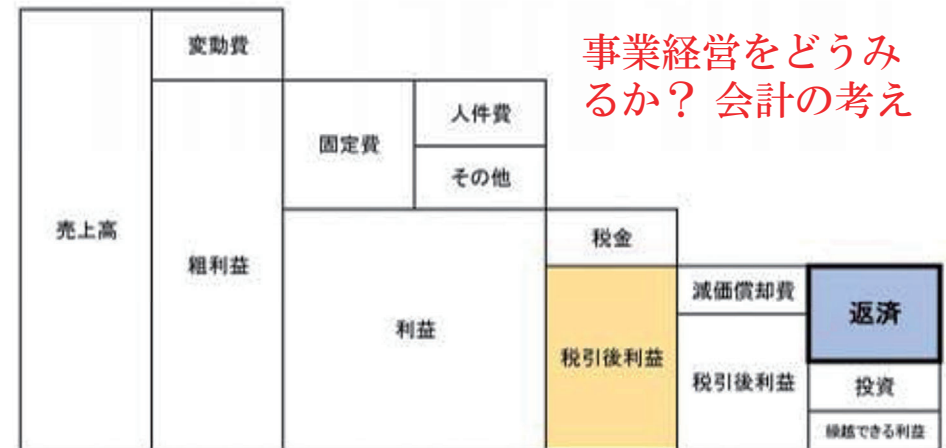 事業経営をどうみ
るか？ 会計の考え
売上高
変動費
粗利益
固定費
人件費
その他
利益
税金
税引後利益
減価償却費
税引後利益
返済
投資
繰越できる利益